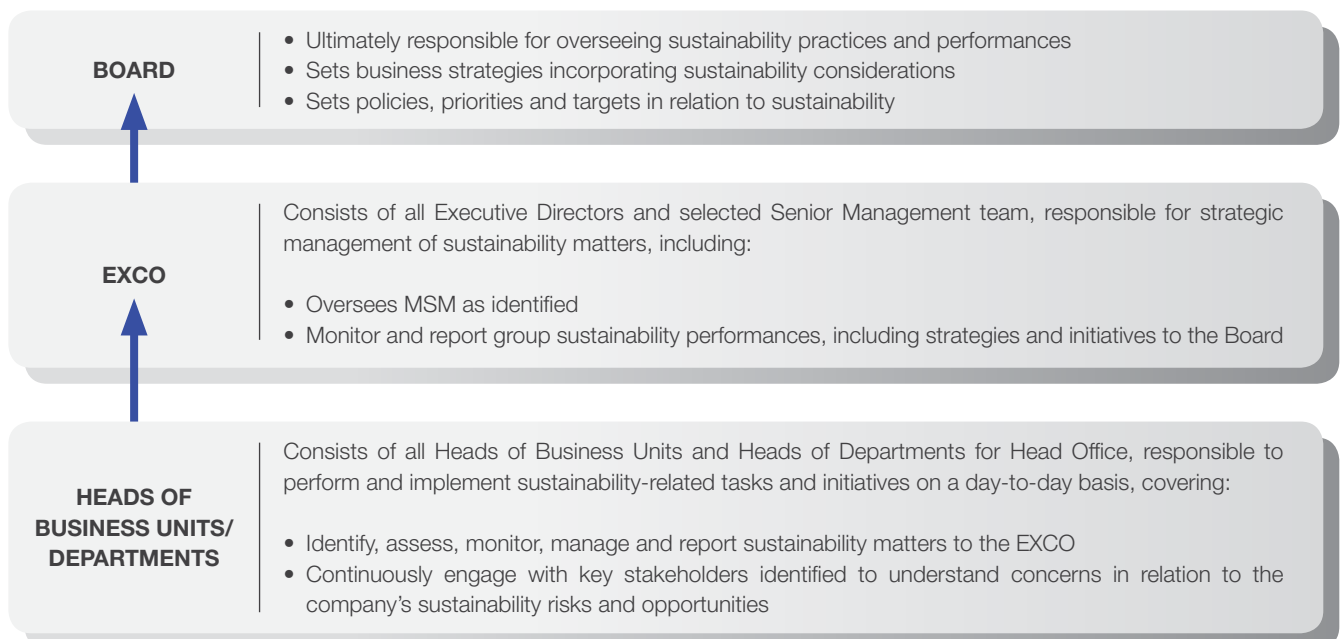 BOARD
• Ultimately responsible for overseeing sustainability practices and performances
• Sets business strategies incorporating sustainability considerations
• Sets policies, priorities and targets in relation to sustainability
EXCO
Consists of all Executive Directors and selected Senior Management team, responsible for strategic
management of sustainability matters, including:
• Oversees MSM as identified
• Monitor and report group sustainability performances, including strategies and initiatives to the Board
HEADS OF
BUSINESS UNITS/
DEPARTMENTS
Consists of all Heads of Business Units and Heads of Departments for Head Office, responsible to
perform and implement sustainability-related tasks and initiatives on a day-to-day basis, covering:
• Identify, assess, monitor, manage and report sustainability matters to the EXCO
• Continuously engage with key stakeholders identified to understand concerns in relation to the
company’s sustainability risks and opportunities